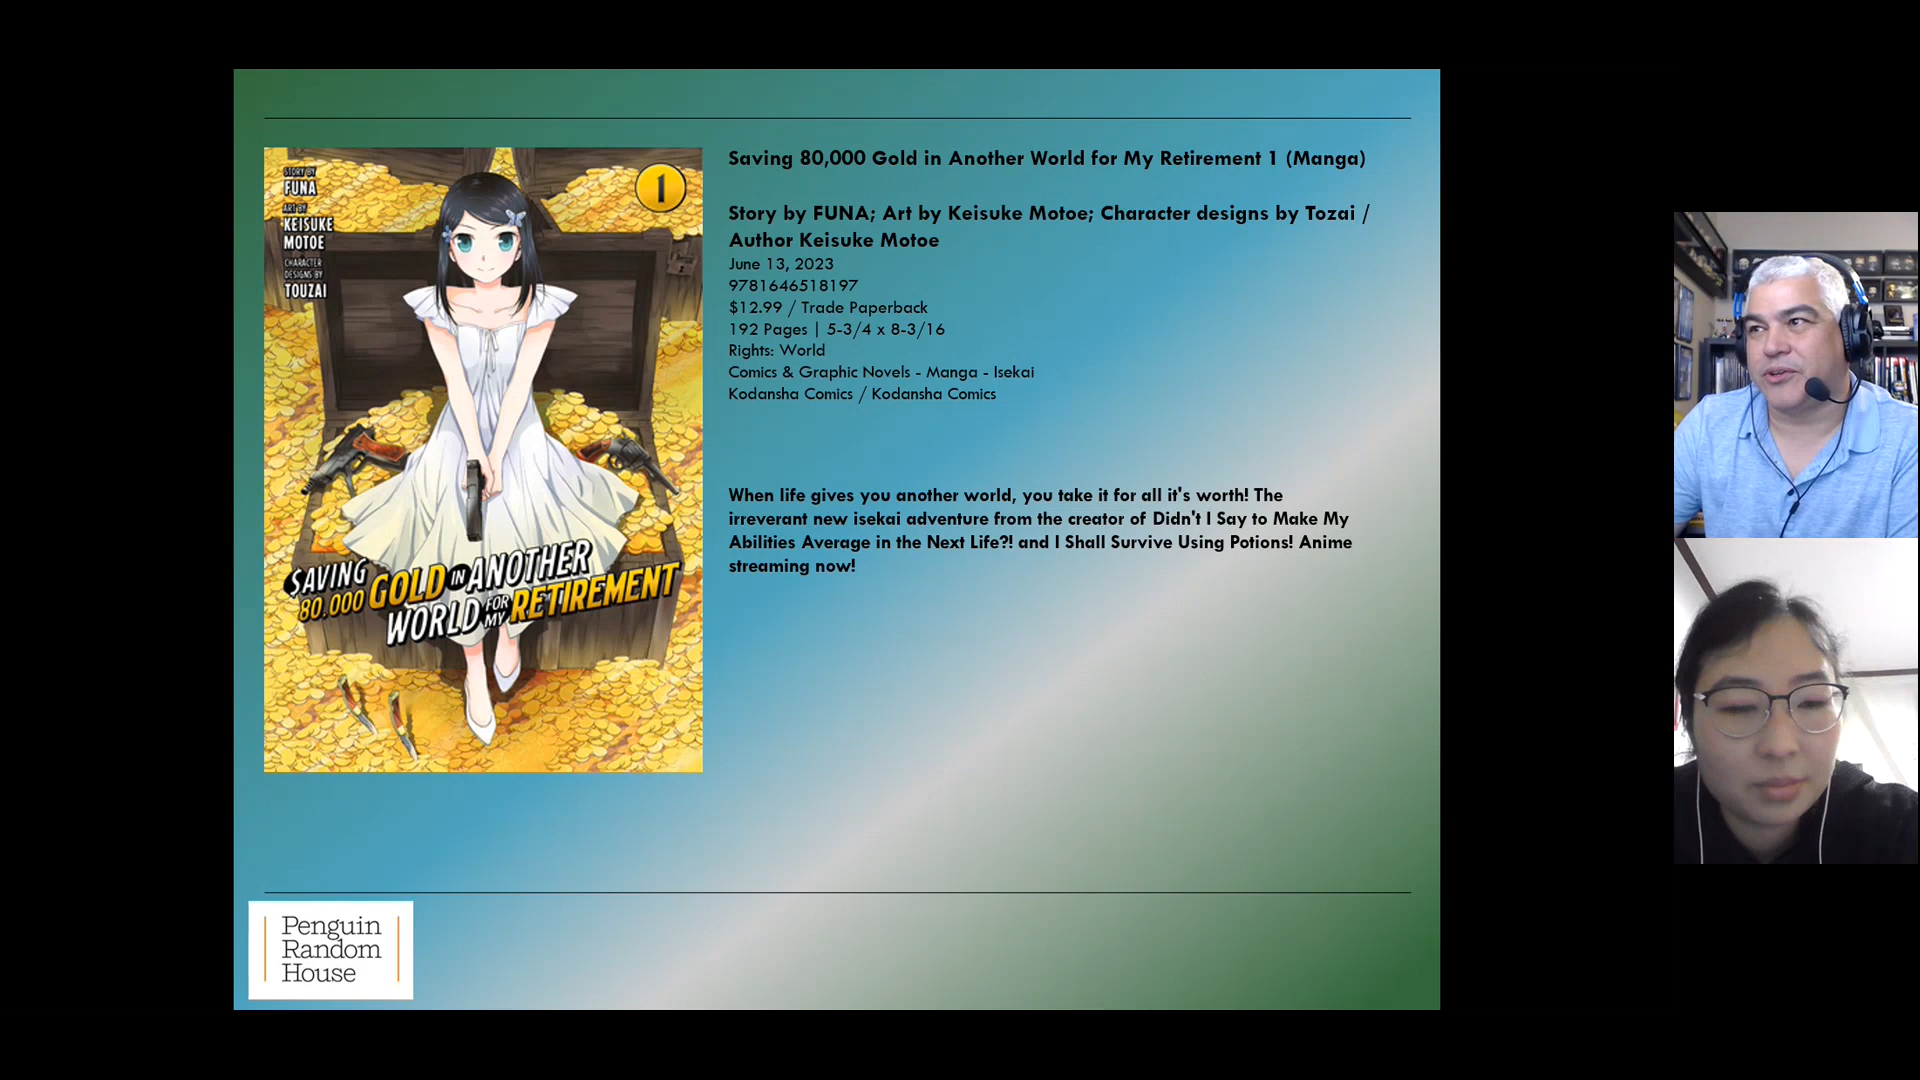 STORY BY
FUNA
ART BY
KEISUKE
MOTOE
CHARACTER
DESIGNS BY
TOUZAI
1
$AVING
80,000 GOLD IN ANOTHER
WORLD FOR MY RETIREMENT
Saving 80,000 Gold in Another World for My Retirement 1 (Manga)
Story by FUNA; Art by Keisuke Motoe; Character designs by Tozai /
Author Keisuke Motoe
June 13, 2023
9781646518197
$12.99 / Trade Paperback
192 Pages | 5-3/4 x 8-3/16
Rights: World
Comics & Graphic Novels - Manga - Isekai
Kodansha Comics / Kodansha Comics
When life gives you another world, you take it for all it's worth! The
irreverant new isekai adventure from the creator of Didn't I Say to Make My
Abilities Average in the Next Life?! and I Shall Survive Using Potions! Anime
streaming now!
Penguin
Random
House